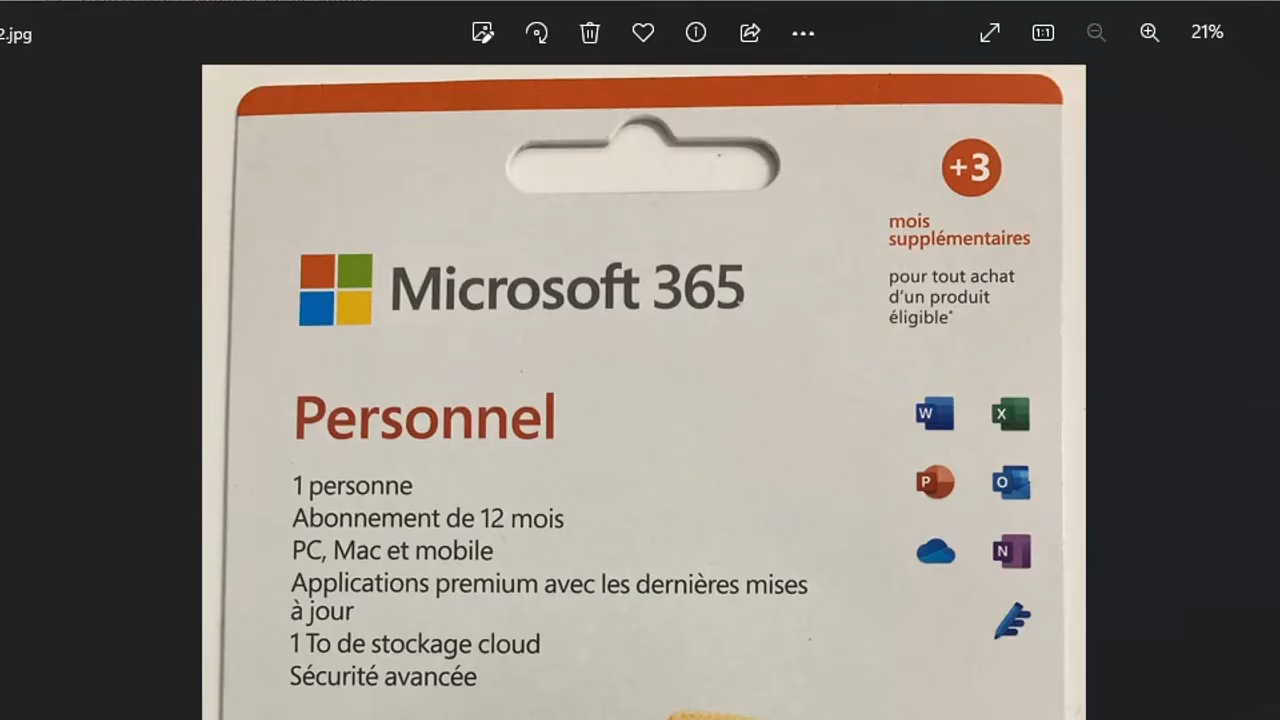 2.jpg
1:1
21%
+3
mois
supplémentaires
pour tout achat
d'un produit
éligible*
Microsoft 365
Personnel
1 personne
Abonnement de 12 mois
PC, Mac et mobile
Applications premium avec les dernières mises
à jour
1 To de stockage cloud
Sécurité avancée
W
X
P
O
N